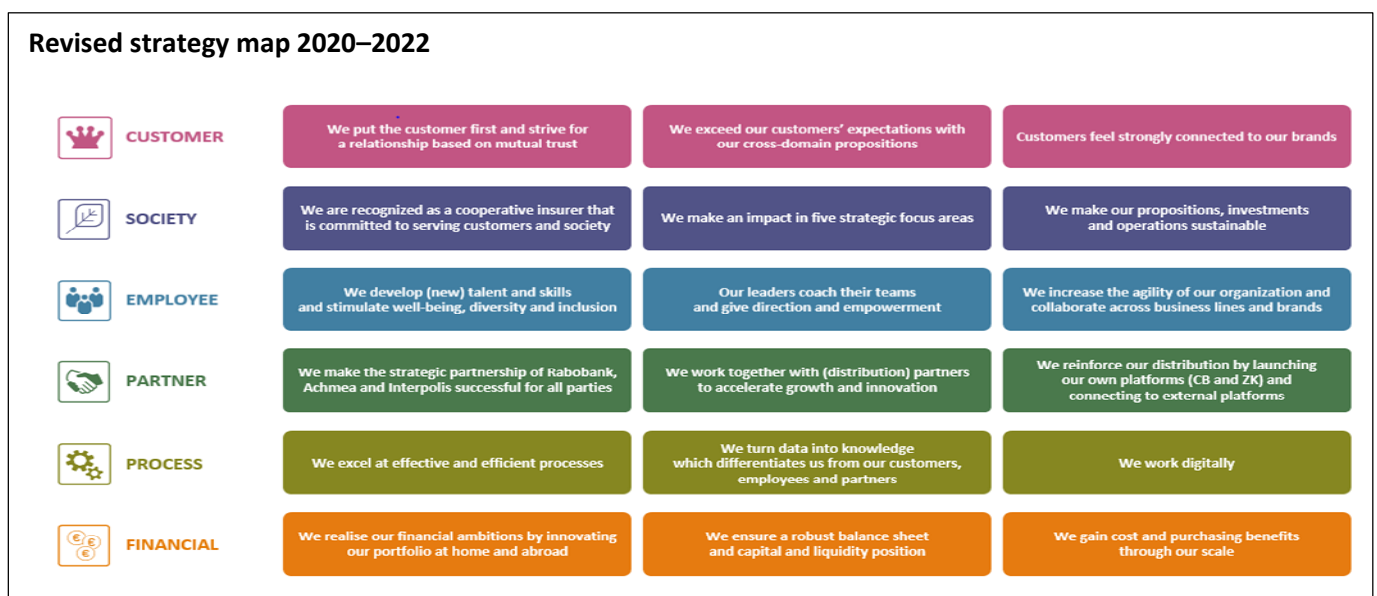 Revised strategy map 2020–2022
CUSTOMER
We put the customer first and strive for
a relationship based on mutual trust
We exceed our customers' expectations with
our cross-domain propositions
Customers feel strongly connected to our brands
SOCIETY
We are recognized as a cooperative insurer that
is committed to serving customers and society
We make an impact in five strategic focus areas
We make our propositions, investments
and operations sustainable
EMPLOYEE
We develop (new) talent and skills
and stimulate well-being, diversity and inclusion
Our leaders coach their teams
and give direction and empowerment
We increase the agility of our organization and
collaborate across business lines and brands
PARTNER
We make the strategic partnership of Rabobank,
Achmea and Interpolis successful for all parties
We work together with (distribution) partners
to accelerate growth and innovation
We reinforce our distribution by launching
our own platforms (CB and ZK) and
connecting to external platforms
PROCESS
We excel at effective and efficient processes
We turn data into knowledge
which differentiates us from our customers,
employees and partners
We work digitally
FINANCIAL
We realise our financial ambitions by innovating
our portfolio at home and abroad
We ensure a robust balance sheet
and capital and liquidity position
We gain cost and purchasing benefits
through our scale